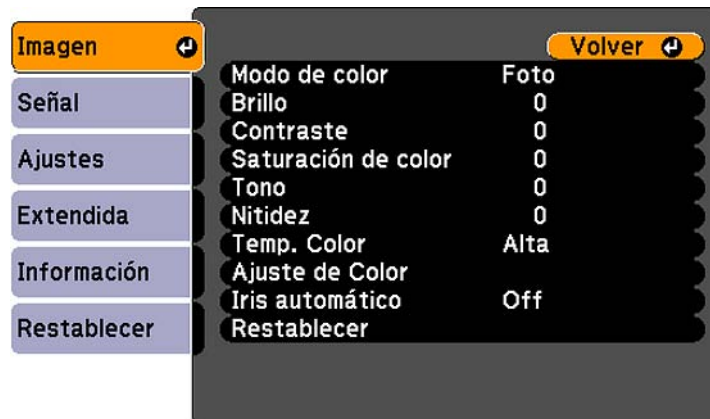 Imagen
Señal
Ajustes
Extendida
Información
Restablecer
Volver
Modo de color Foto
Brillo 0
Contraste 0
Saturación de color 0
Tono 0
Nitidez 0
Temp. Color Alta
Ajuste de Color
Iris automático Off
Restablecer